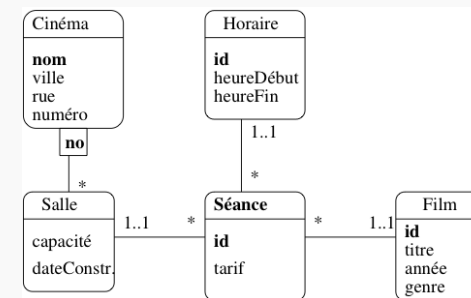 Cinéma
nom
ville
rue
numéro
no
*
Horaire
id
heureDébut
heureFin
1..1
*
Salle
capacité
dateConstr.
1..1
*
Séance
id
tarif
*
1..1
Film
id
titre
année
genre